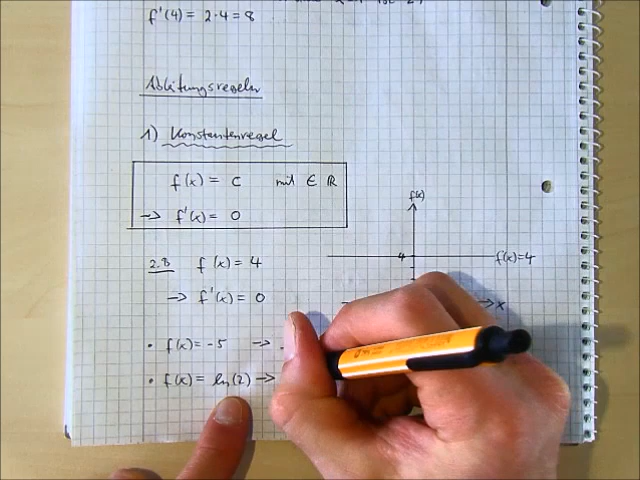 f'(4) = 2·4 = 8
Ableitungsregeln
1) Konstantenregel
f(x) = c mit ∈ ℝ
→ f'(x) = 0
f(x)
z.B f(x) = 4
4 f(x)=4
→ f'(x) = 0
x
• f(x) = -5 →
• f(x) = ln(2) →